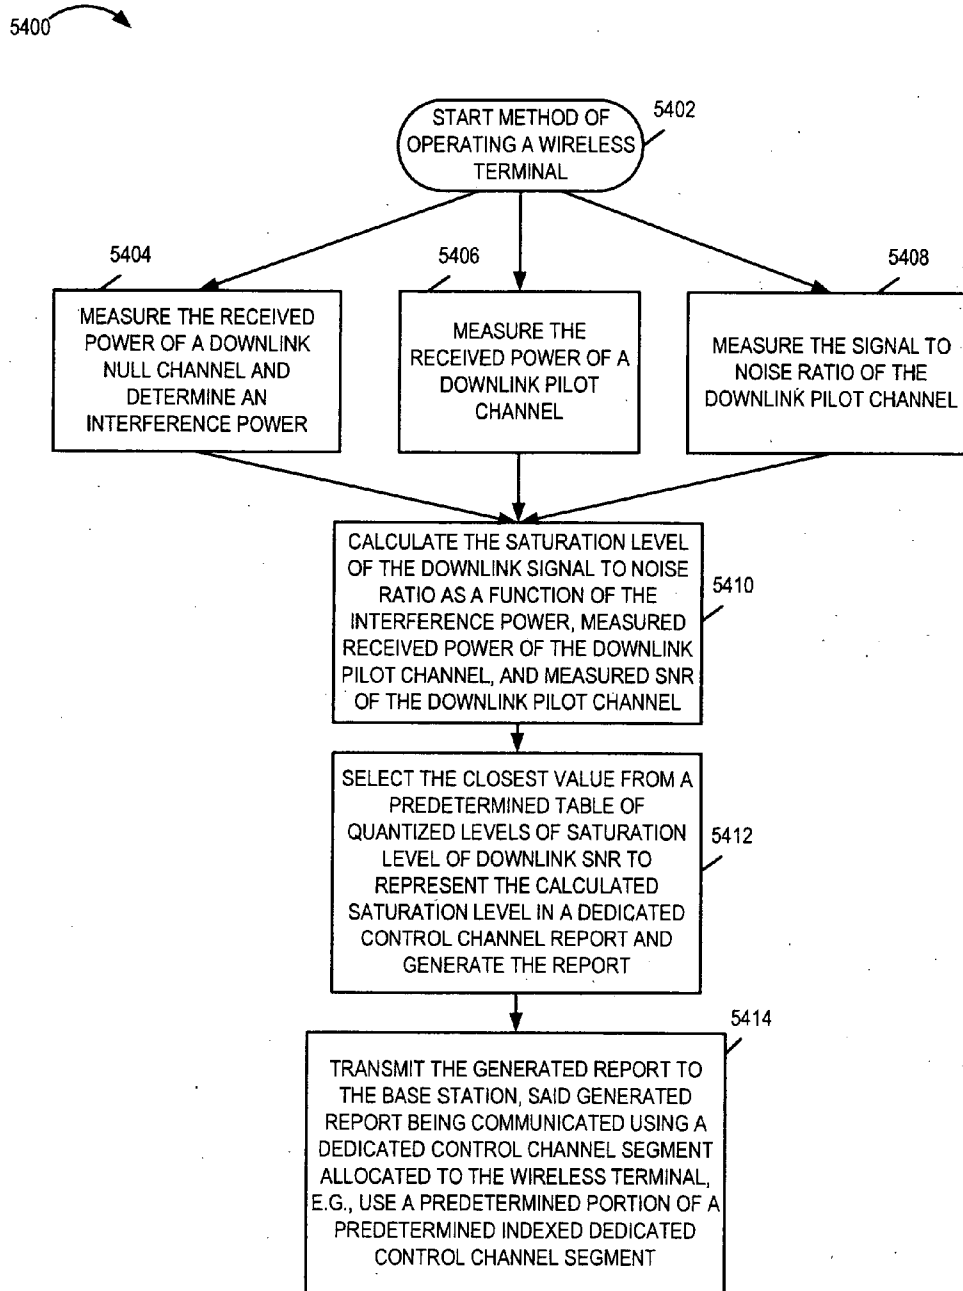 5400
START METHOD OF
OPERATING A WIRELESS
TERMINAL
5402
5404
MEASURE THE RECEIVED
POWER OF A DOWNLINK
NULL CHANNEL AND
DETERMINE AN
INTERFERENCE POWER
5406
MEASURE THE
RECEIVED POWER OF A
DOWNLINK PILOT
CHANNEL
5408
MEASURE THE SIGNAL TO
NOISE RATIO OF THE
DOWNLINK PILOT CHANNEL
CALCULATE THE SATURATION LEVEL
OF THE DOWNLINK SIGNAL TO NOISE
RATIO AS A FUNCTION OF THE
INTERFERENCE POWER, MEASURED
RECEIVED POWER OF THE DOWNLINK
PILOT CHANNEL, AND MEASURED SNR
OF THE DOWNLINK PILOT CHANNEL
5410
SELECT THE CLOSEST VALUE FROM A
PREDETERMINED TABLE OF
QUANTIZED LEVELS OF SATURATION
LEVEL OF DOWNLINK SNR TO
REPRESENT THE CALCULATED
SATURATION LEVEL IN A DEDICATED
CONTROL CHANNEL REPORT AND
GENERATE THE REPORT
5412
5414
TRANSMIT THE GENERATED REPORT TO
THE BASE STATION, SAID GENERATED
REPORT BEING COMMUNICATED USING A
DEDICATED CONTROL CHANNEL SEGMENT
ALLOCATED TO THE WIRELESS TERMINAL,
E.G., USE A PREDETERMINED PORTION OF A
PREDETERMINED INDEXED DEDICATED
CONTROL CHANNEL SEGMENT